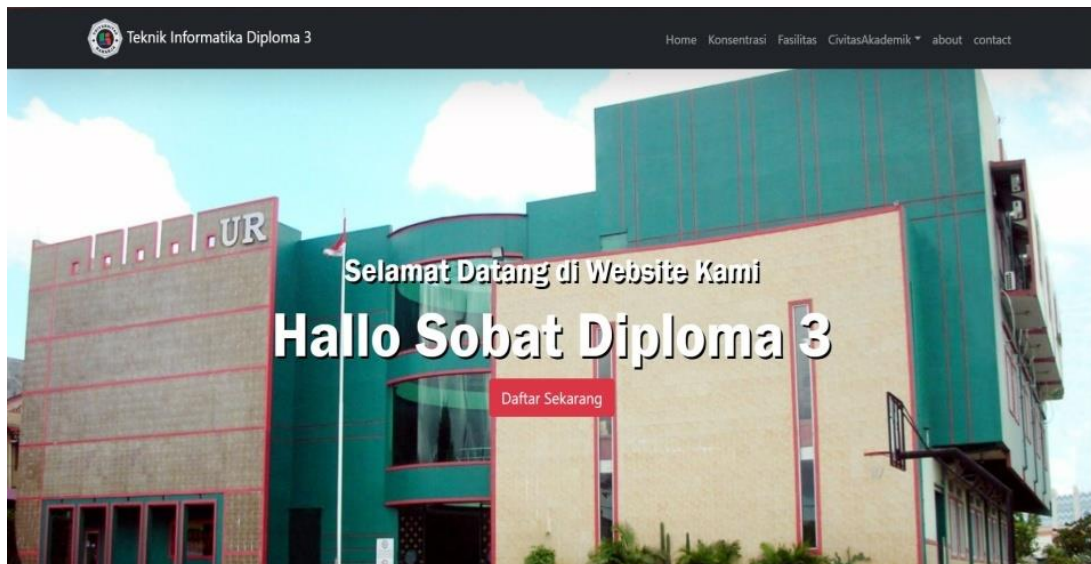 Teknik Informatika Diploma 3
Home Konsentrasi Fasilitas CivitasAkademik about contact
UR
Selamat Datang di Website Kami
Hallo Sobat Diploma 3
Daftar Sekarang